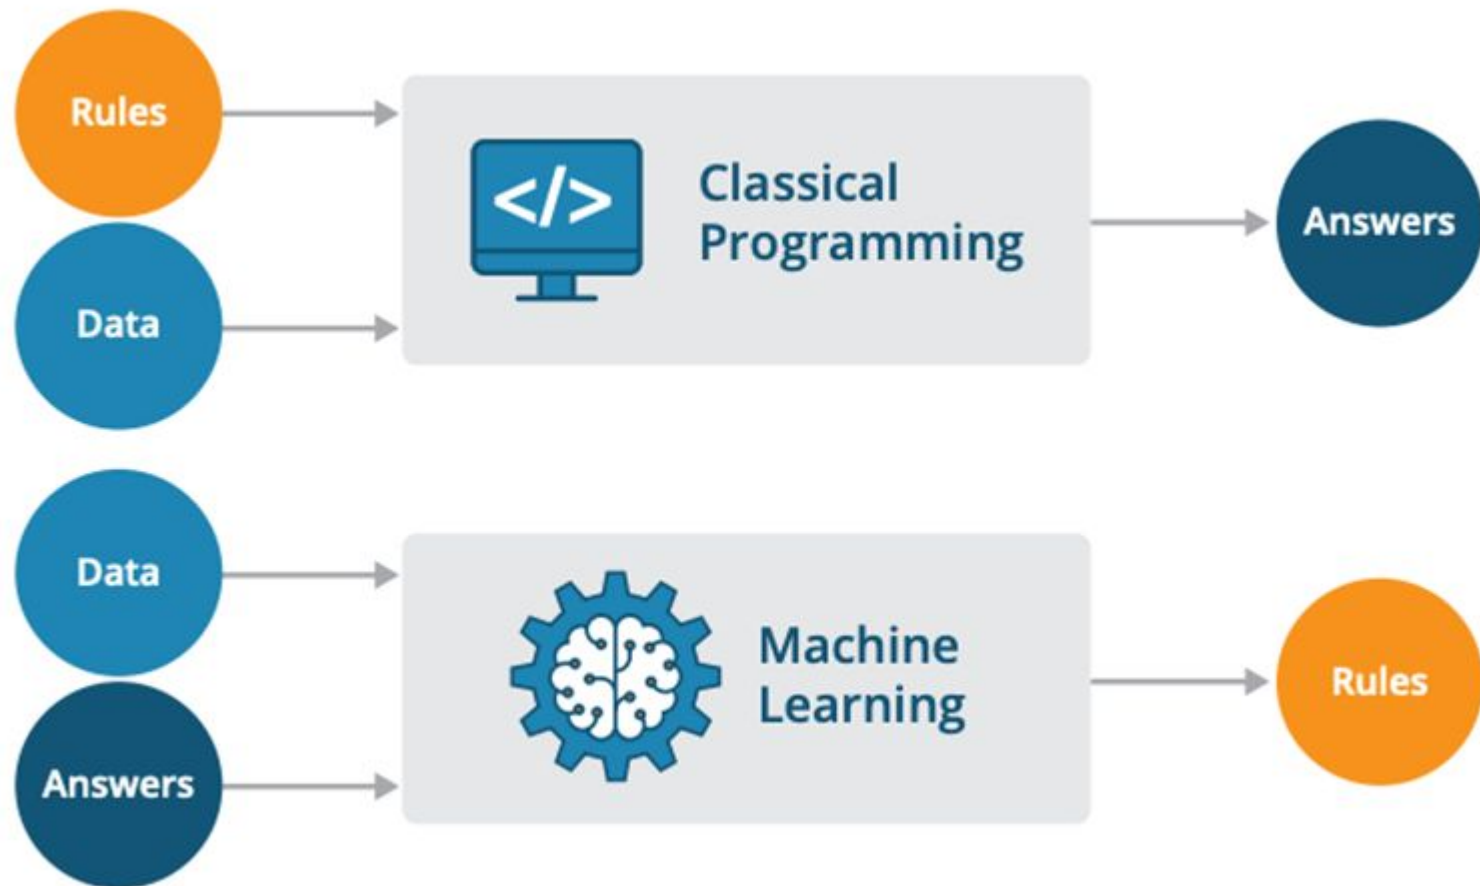 Rules
Data
</>
Classical
Programming
Answers
Data
Answers
Machine
Learning
Rules